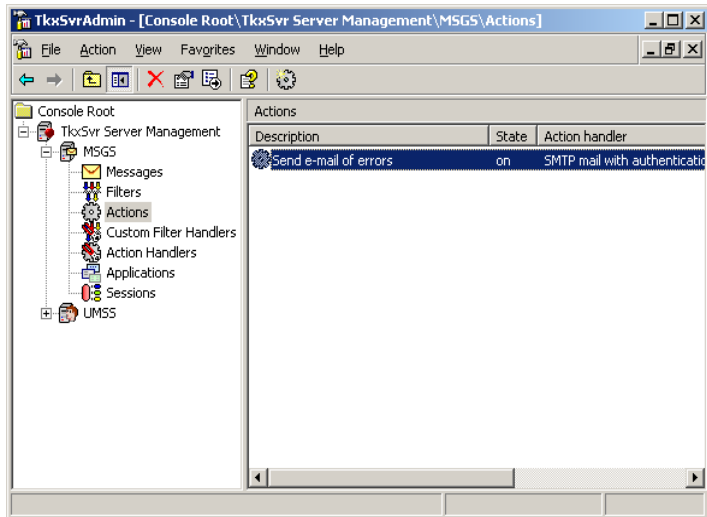 TkxSvrAdmin - [Console Root\TkxSvr Server Management\MSGS\Actions]
File Action View Favorites Window Help
Console Root
TkxSvr Server Management
MSGS
Messages
Filters
Actions
Custom Filter Handlers
Action Handlers
Applications
Sessions
UMSS
Actions
Description State Action handler
Send e-mail of errors on SMTP mail with authenticatio